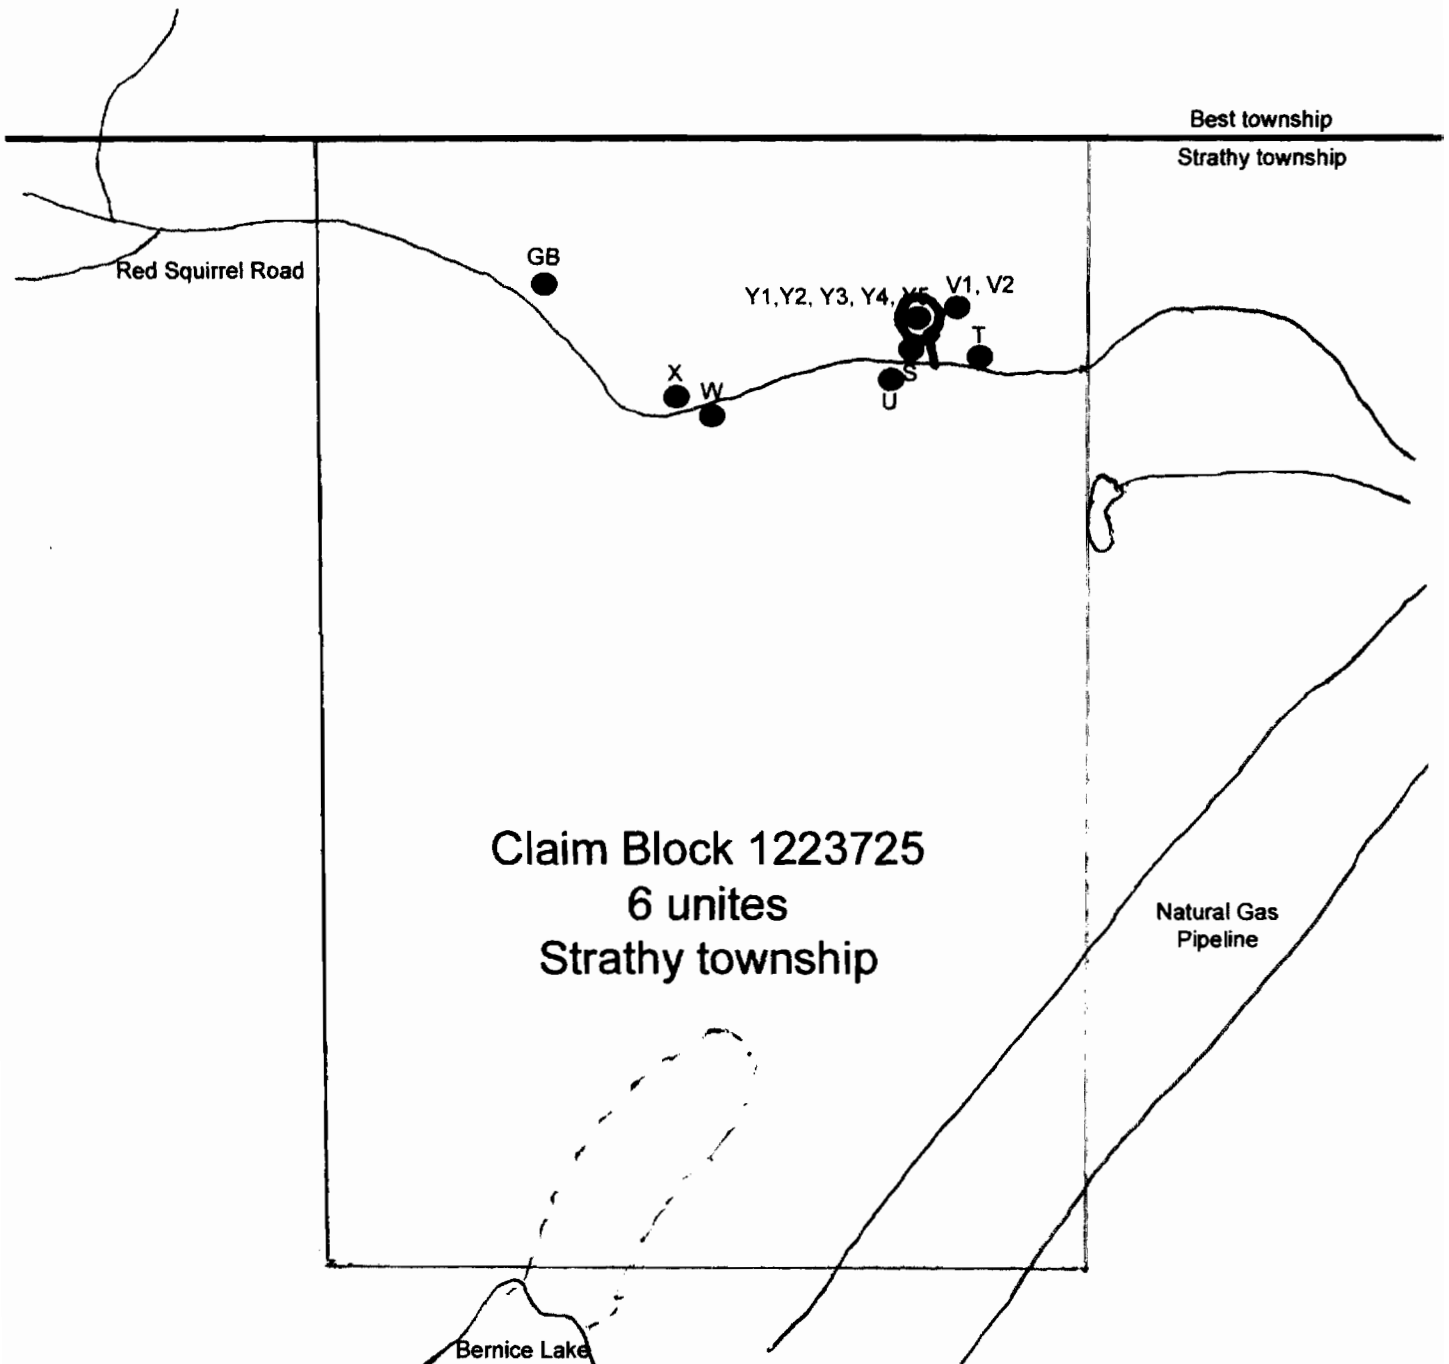 Best township
Strathy township
Red Squirrel Road
GB
Y1,Y2, Y3, Y4, Y5
V1, V2
T
S
X
W
U
Claim Block 1223725
6 unites
Strathy township
Natural Gas
Pipeline
Bernice Lake